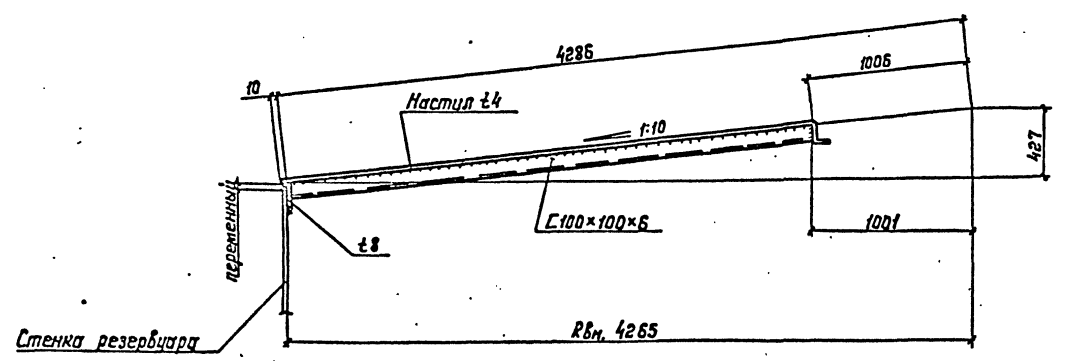 4286
1006
10
Настил t4
1:10
427
переменный
С100×100×6
1001
t8
Стенка резервуара
Rвн. 4265